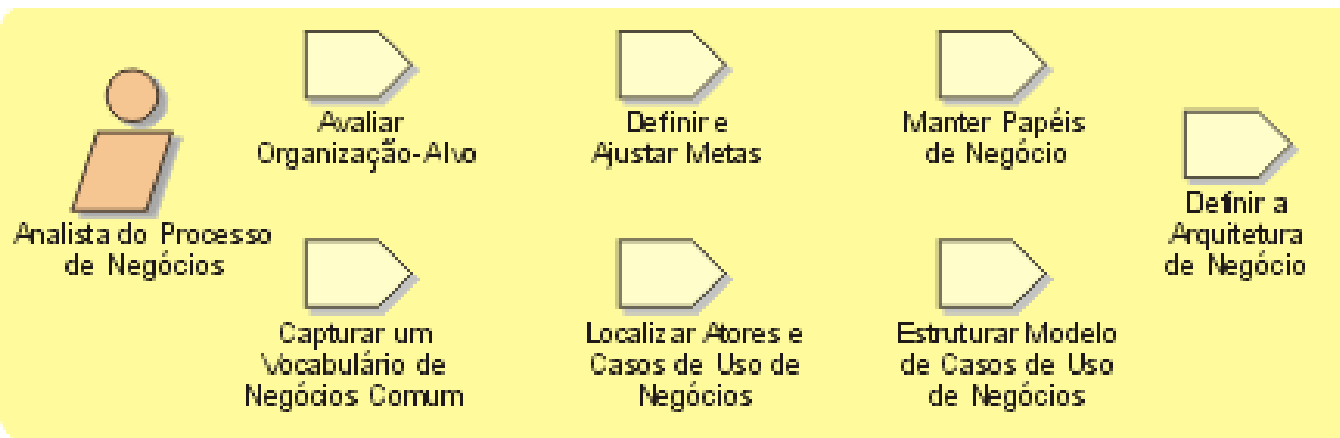 Analista do Processo
de Negócios
Avaliar
Organização-Alvo
Definir e
Ajustar Metas
Manter Papéis
de Negócio
Definir a
Arquitetura
de Negócio
Capturar um
Vocabulário de
Negócios Comum
Localizar Atores e
Casos de Uso de
Negócios
Estruturar Modelo
de Casos de Uso
de Negócios